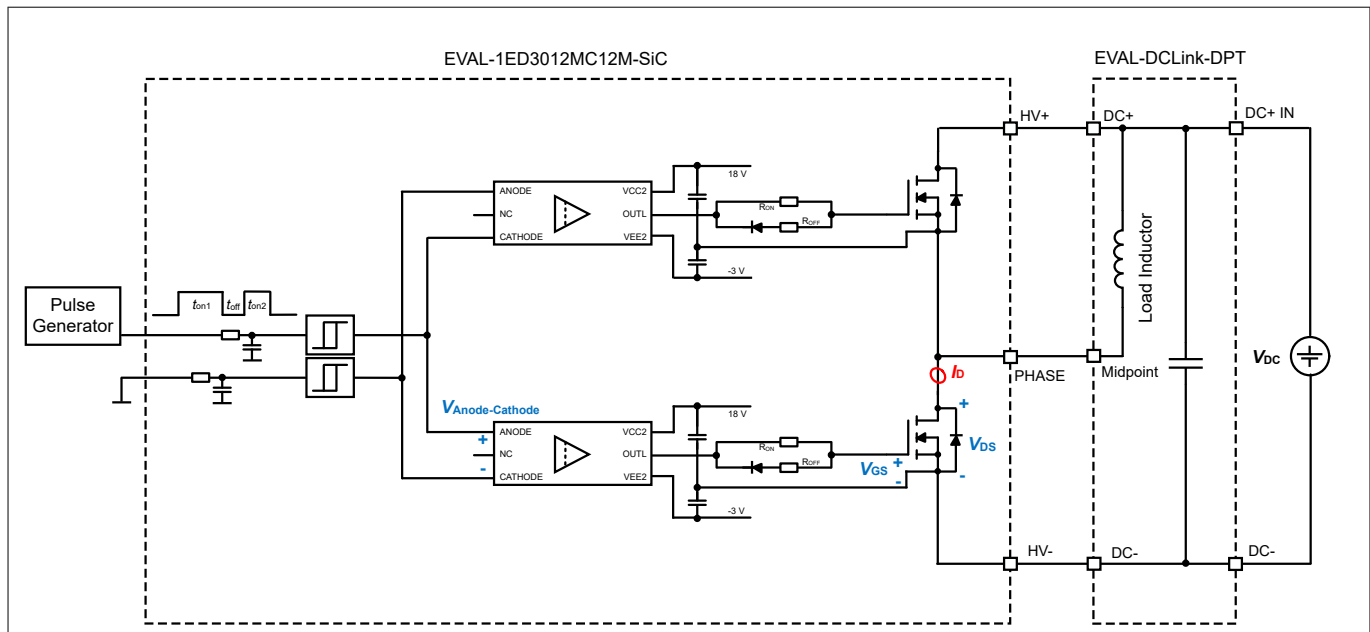 EVAL-1ED3012MC12M-SiC
EVAL-DCLink-DPT
HV+
DC+
DC+ IN
18 V
ANODE
NC
CATHODE
VCC2
OUTL
VEE2
RON
ROFF
-3 V
Pulse
Generator
ton1
toff
ton2
Load Inductor
ID
PHASE
Midpoint
VDC
VAnode-Cathode
+
-
ANODE
NC
CATHODE
VCC2
OUTL
VEE2
18 V
RON
ROFF
VGS
+
-
+
VDS
-
-3 V
HV-
DC-
DC-